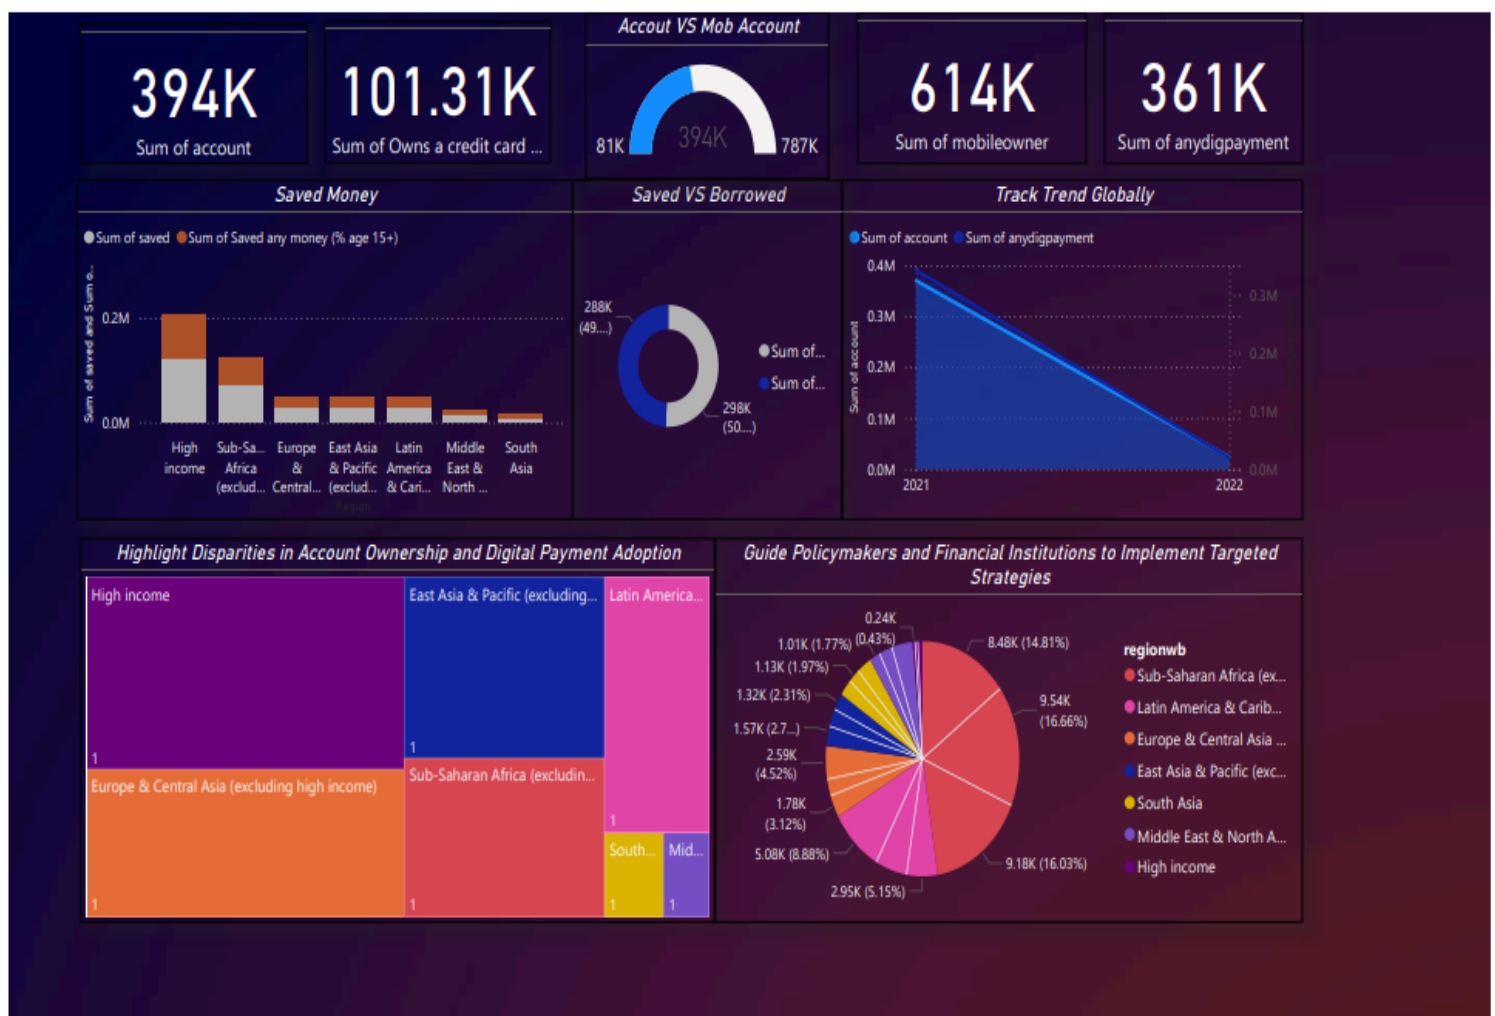 394K
Sum of account
101.31K
Sum of Owns a credit card ...
Accout VS Mob Account
81K
394K
787K
614K
Sum of mobileowner
361K
Sum of anydigpayment
Saved Money
Sum of saved
Sum of Saved any money (% age 15+)
Sum of saved and Sum o...
0.2M
0.0M
High
income
Sub-Sa...
Africa
(exclud...
Europe
&
Central...
East Asia
& Pacific
(exclud...
Latin
America
& Cari...
Middle
East &
North ...
South
Asia
Region
Saved VS Borrowed
288K
(49....)
298K
(50....)
Sum of...
Sum of...
Track Trend Globally
Sum of account
Sum of anydigpayment
Sum of account
0.4M
0.3M
0.2M
0.1M
0.0M
0.3M
0.2M
0.1M
0.0M
2021
2022
Highlight Disparities in Account Ownership and Digital Payment Adoption
High income
1
East Asia & Pacific (excluding...
1
Latin America...
1
Europe & Central Asia (excluding high income)
1
Sub-Saharan Africa (excludin...
1
South...
1
Mid...
1
Guide Policymakers and Financial Institutions to Implement Targeted
Strategies
0.24K
(0.43%)
1.01K (1.77%)
1.13K (1.97%)
1.32K (2.31%)
1.57K (2.7...)
2.59K
(4.52%)
1.78K
(3.12%)
5.08K (8.88%)
2.95K (5.15%)
8.48K (14.81%)
9.54K
(16.66%)
9.18K (16.03%)
regionwb
Sub-Saharan Africa (ex...
Latin America & Carib...
Europe & Central Asia ...
East Asia & Pacific (exc...
South Asia
Middle East & North A...
High income